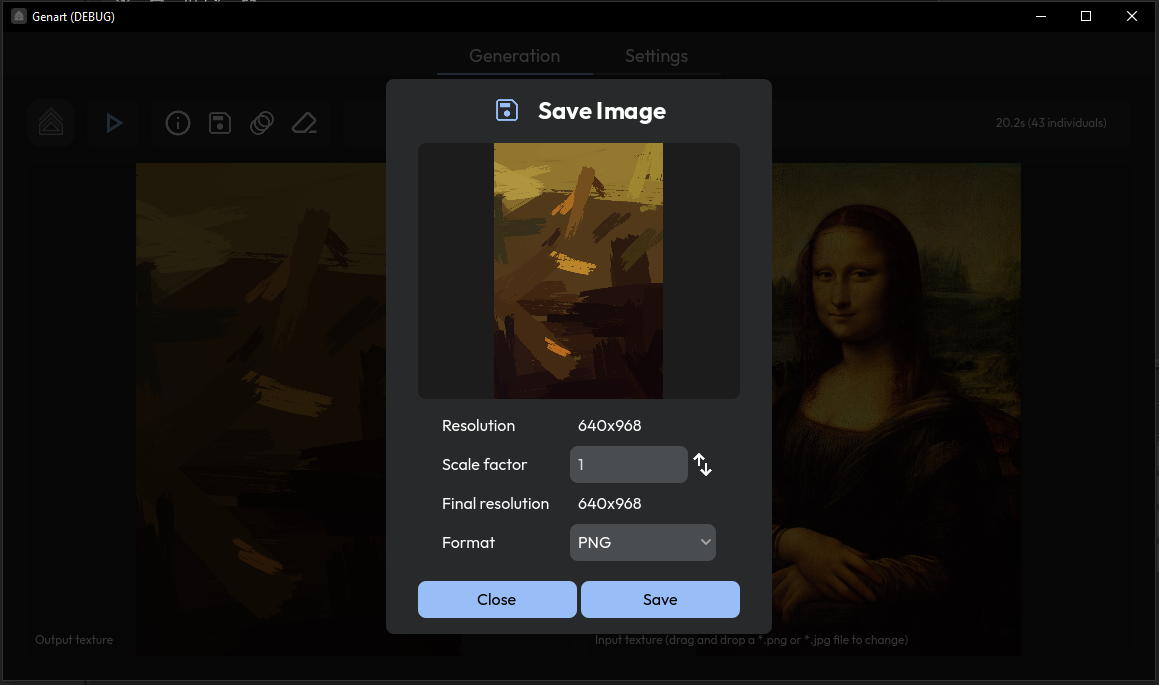 Genart (DEBUG)
Generation
Settings
20.2s (43 individuals)
Save Image
Resolution 640x968
Scale factor 1
Final resolution 640x968
Format PNG
Close Save
Output texture
Input texture (drag and drop a *.png or *.jpg file to change)